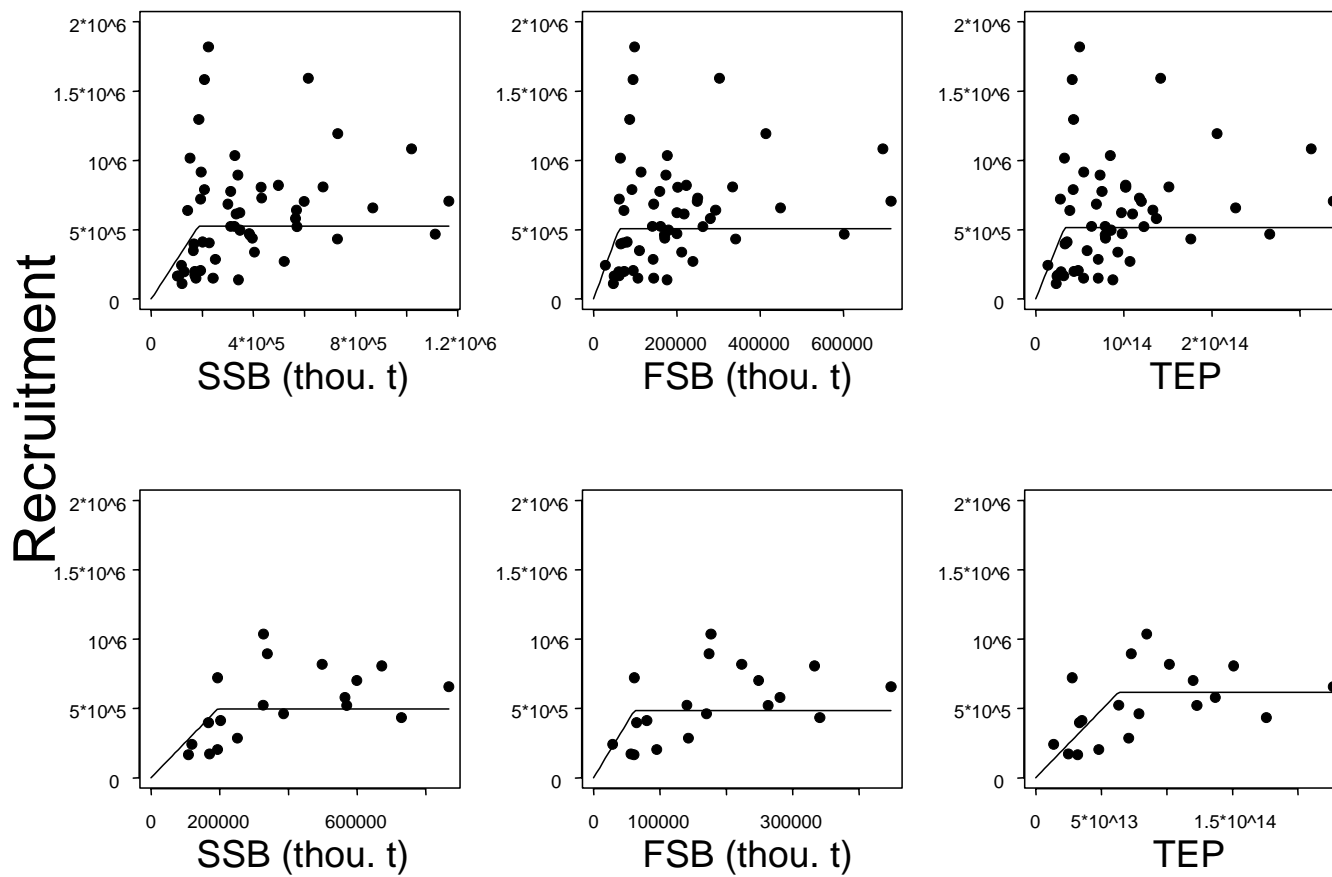 Recruitment
2*10^6
1.5*10^6
10^6
5*10^5
0
0 4*10^5 8*10^5 1.2*10^6
SSB (thou. t)
2*10^6
1.5*10^6
10^6
5*10^5
0
0 200000 400000 600000
FSB (thou. t)
2*10^6
1.5*10^6
10^6
5*10^5
0
0 10^14 2*10^14
TEP
2*10^6
1.5*10^6
10^6
5*10^5
0
0 200000 600000
SSB (thou. t)
2*10^6
1.5*10^6
10^6
5*10^5
0
0 100000 300000
FSB (thou. t)
2*10^6
1.5*10^6
10^6
5*10^5
0
0 5*10^13 1.5*10^14
TEP